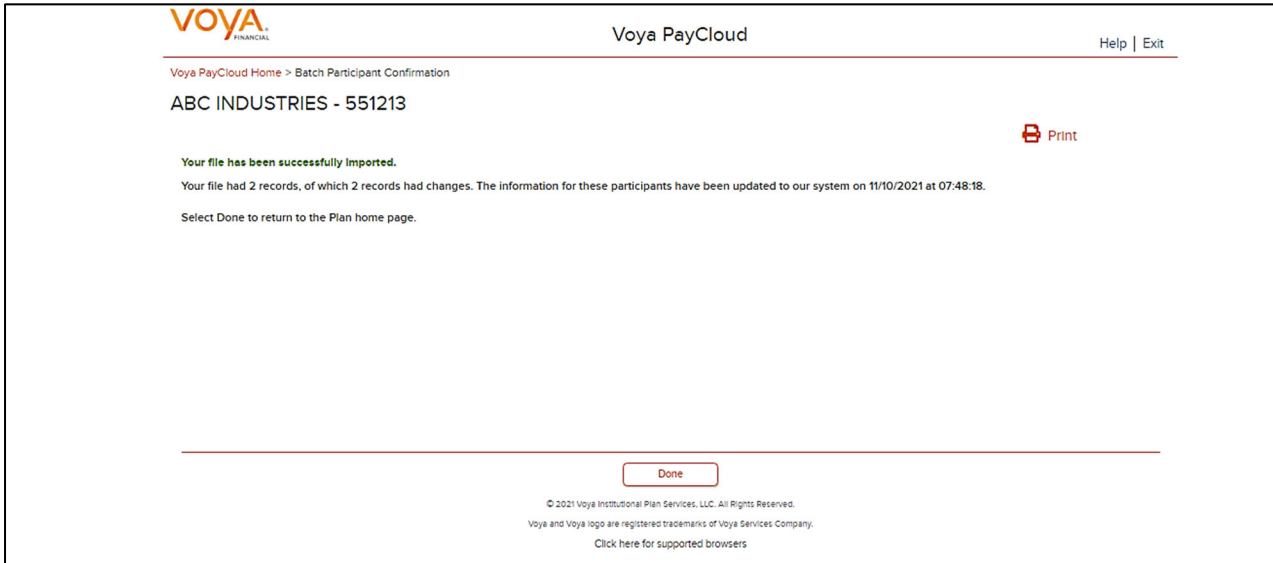 VOYA
FINANCIAL
Voya PayCloud
Help | Exit
Voya PayCloud Home > Batch Participant Confirmation
ABC INDUSTRIES - 551213
Print
Your file has been successfully imported.
Your file had 2 records, of which 2 records had changes. The information for these participants have been updated to our system on 11/10/2021 at 07:48:18.
Select Done to return to the Plan home page.
Done
© 2021 Voya Institutional Plan Services, LLC. All Rights Reserved.
Voya and Voya logo are registered trademarks of Voya Services Company.
Click here for supported browsers